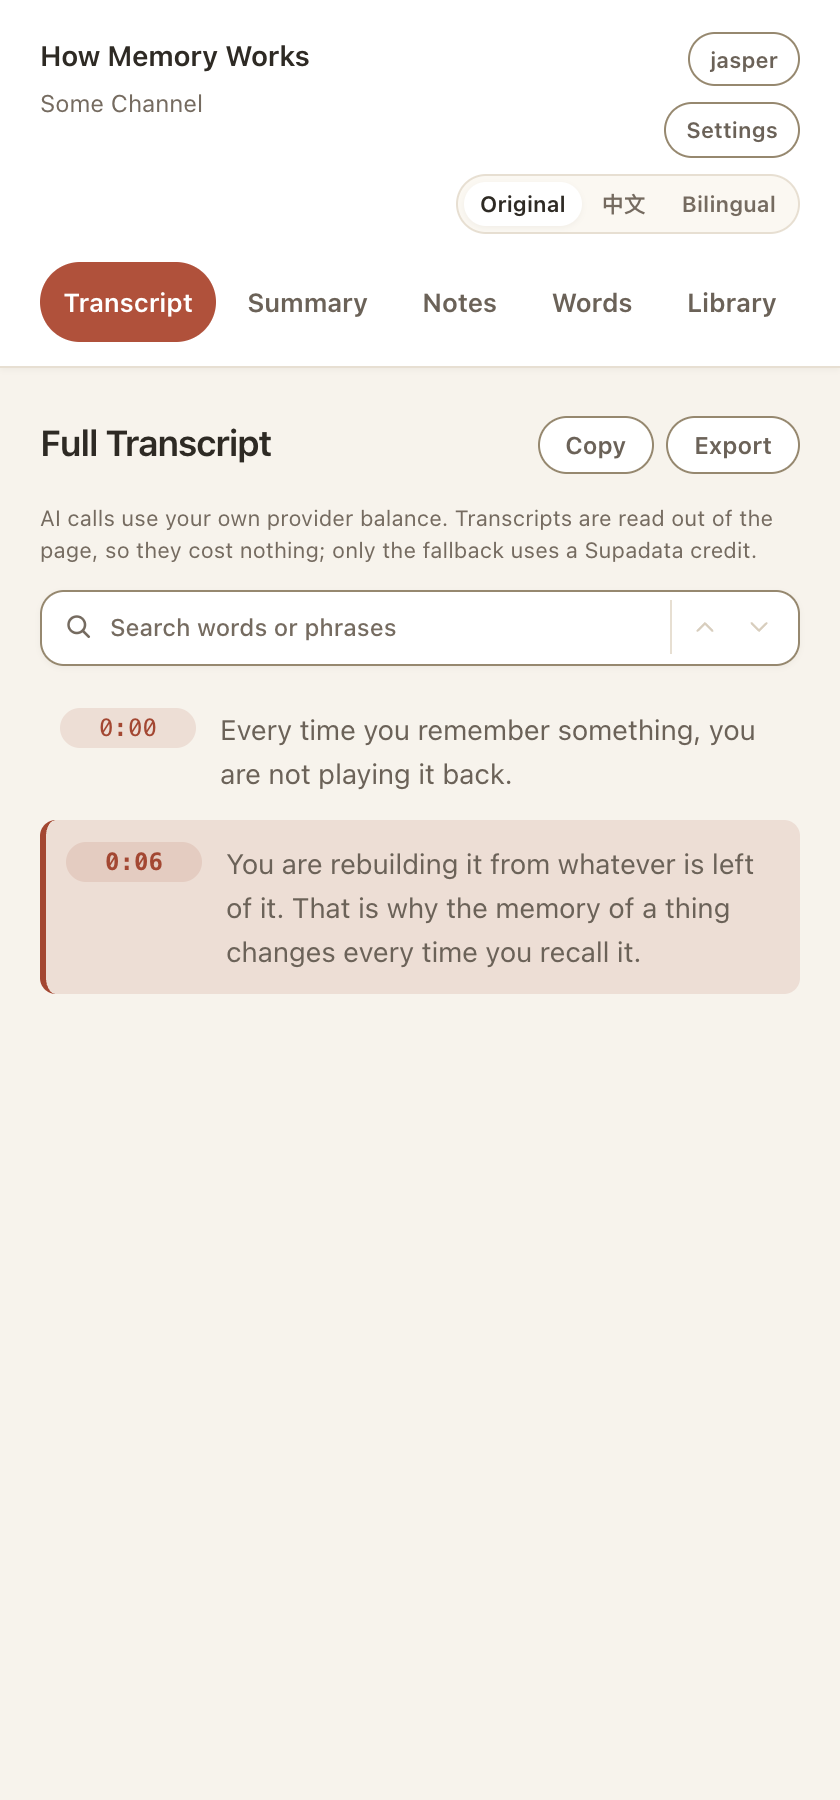 How Memory Works
Some Channel
jasper
Settings
Original 中文 Bilingual
Transcript Summary Notes Words Library
Full Transcript
Copy Export
AI calls use your own provider balance. Transcripts are read out of the
page, so they cost nothing; only the fallback uses a Supadata credit.
Search words or phrases
0:00 Every time you remember something, you
are not playing it back.
0:06 You are rebuilding it from whatever is left
of it. That is why the memory of a thing
changes every time you recall it.